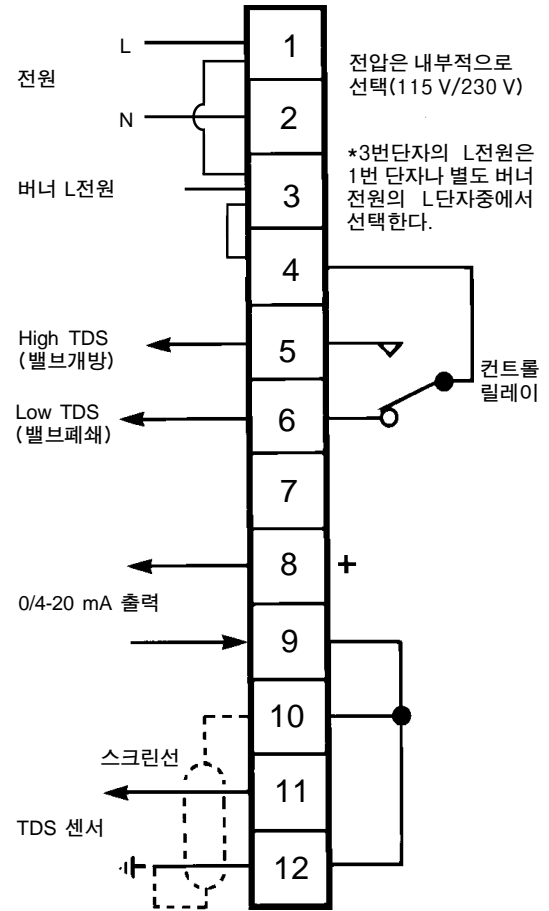 L
1
전원
전압은 내부적으로
선택(115 V/230 V)
N
2
버너 L전원
3
*3번단자의 L전원은
1번 단자나 별도 버너
전원의 L단자중에서
선택한다.
4
High TDS
(밸브개방)
5
컨트롤
릴레이
Low TDS
(밸브폐쇄)
6
7
8
+
0/4-20 mA 출력
9
10
스크린선
11
TDS 센서
12